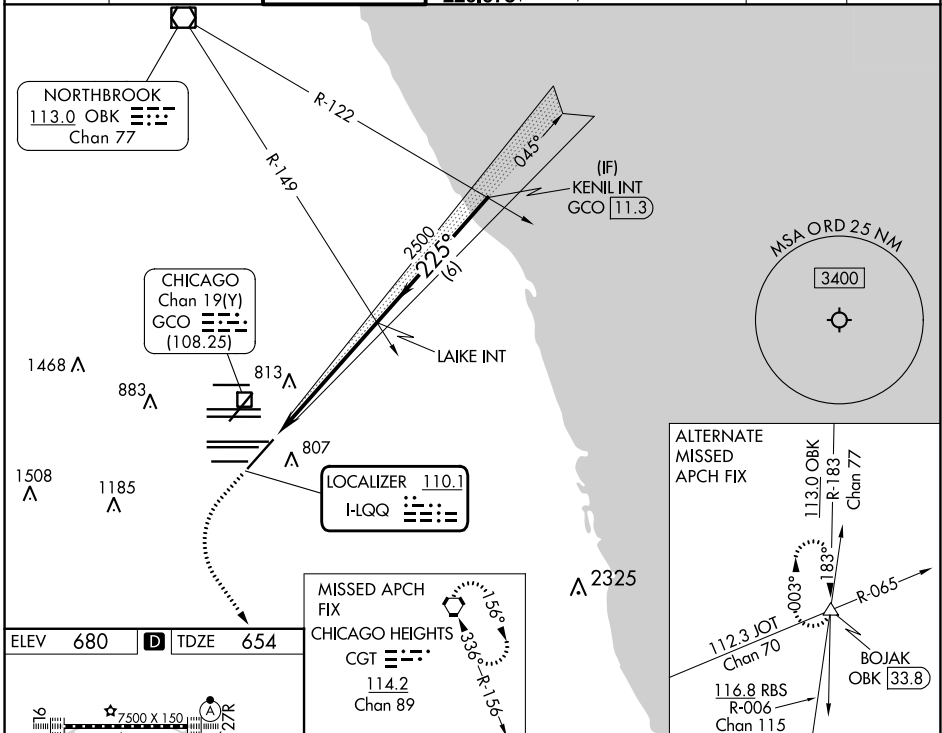 NORTHBROOK
113.0 OBK
Chan 77
R-122
R-149
045°
(IF)
KENIL INT
GCO 11.3
2500
225°
(6)
MSA ORD 25 NM
3400
CHICAGO
Chan 19(Y)
GCO
(108.25)
LAIKE INT
1468
883
813
807
1508
1185
LOCALIZER 110.1
I-LQQ
2325
MISSED APCH
FIX
CHICAGO HEIGHTS
CGT
114.2
Chan 89
156°
336°
R-156
ALTERNATE
MISSED
APCH FIX
113.0 OBK
R-183
Chan 77
003°
183°
R-065
112.3 JOT
Chan 70
116.8 RBS
R-006
Chan 115
BOJAK
OBK 33.8
ELEV 680 D TDZE 654
7500 X 150
A
27R